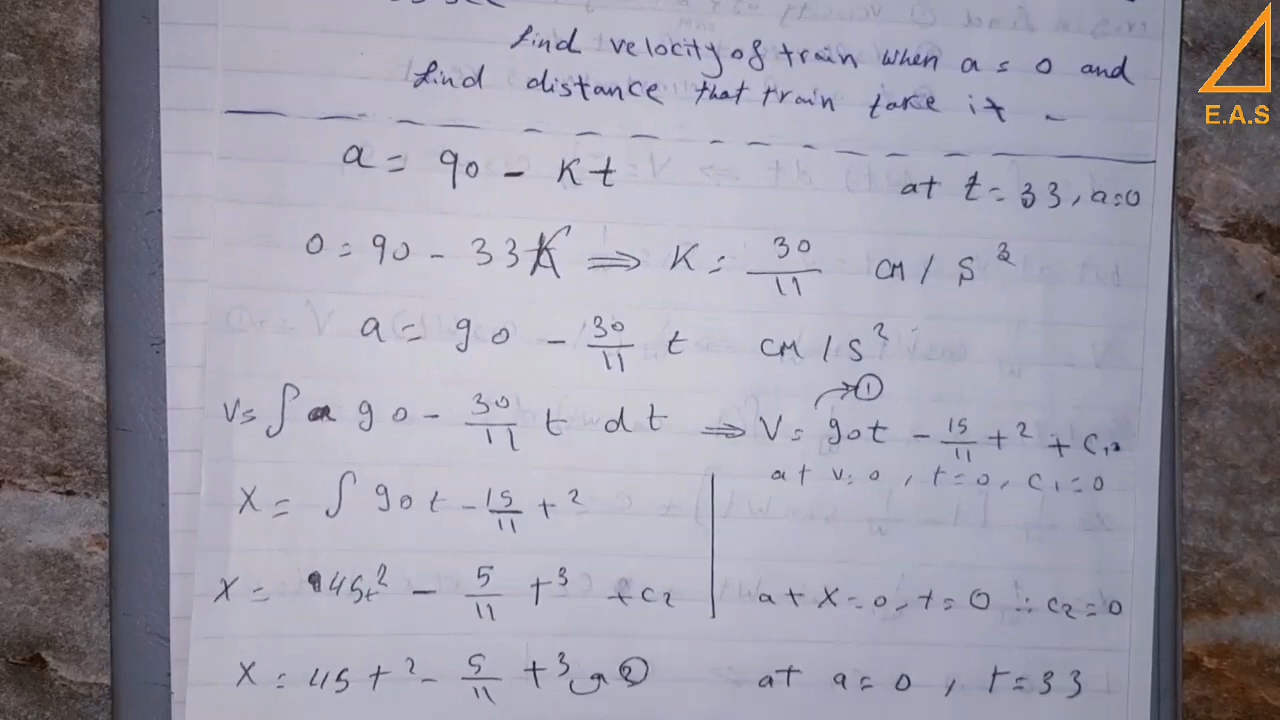 find velocity of train when a = 0 and
find distance that train take it -
a = 90 - Kt
at t = 33, a=0
0 = 90 - 33K ⟹ K = 30/11 CM / S³
a = 90 - 30/11 t CM / S²
V= ∫ 90 - 30/11 t dt ⟹ V= 90t - 15/11 t² + C₁
→①
at v=0, t=0, C₁=0
X = ∫ 90t - 15/11 t²
X = 45t² - 5/11 t³ + C2
at X=0, t=0 ∴ C2=0
X = 45t² - 5/11 t³ → ②
at a=0, t=33
E.A.S